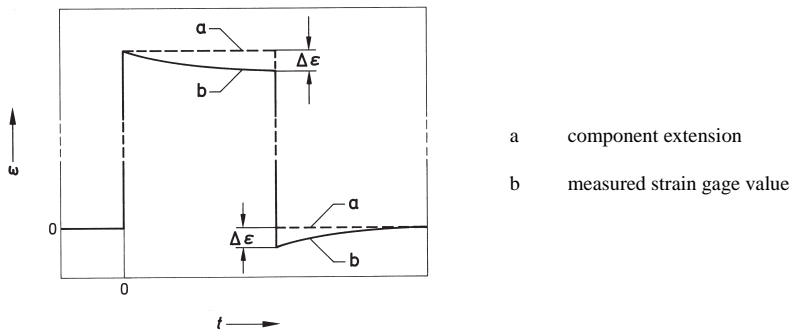 a
Δε
b
ε
a component extension
b measured strain gage value
a
0
Δε
b
0
t